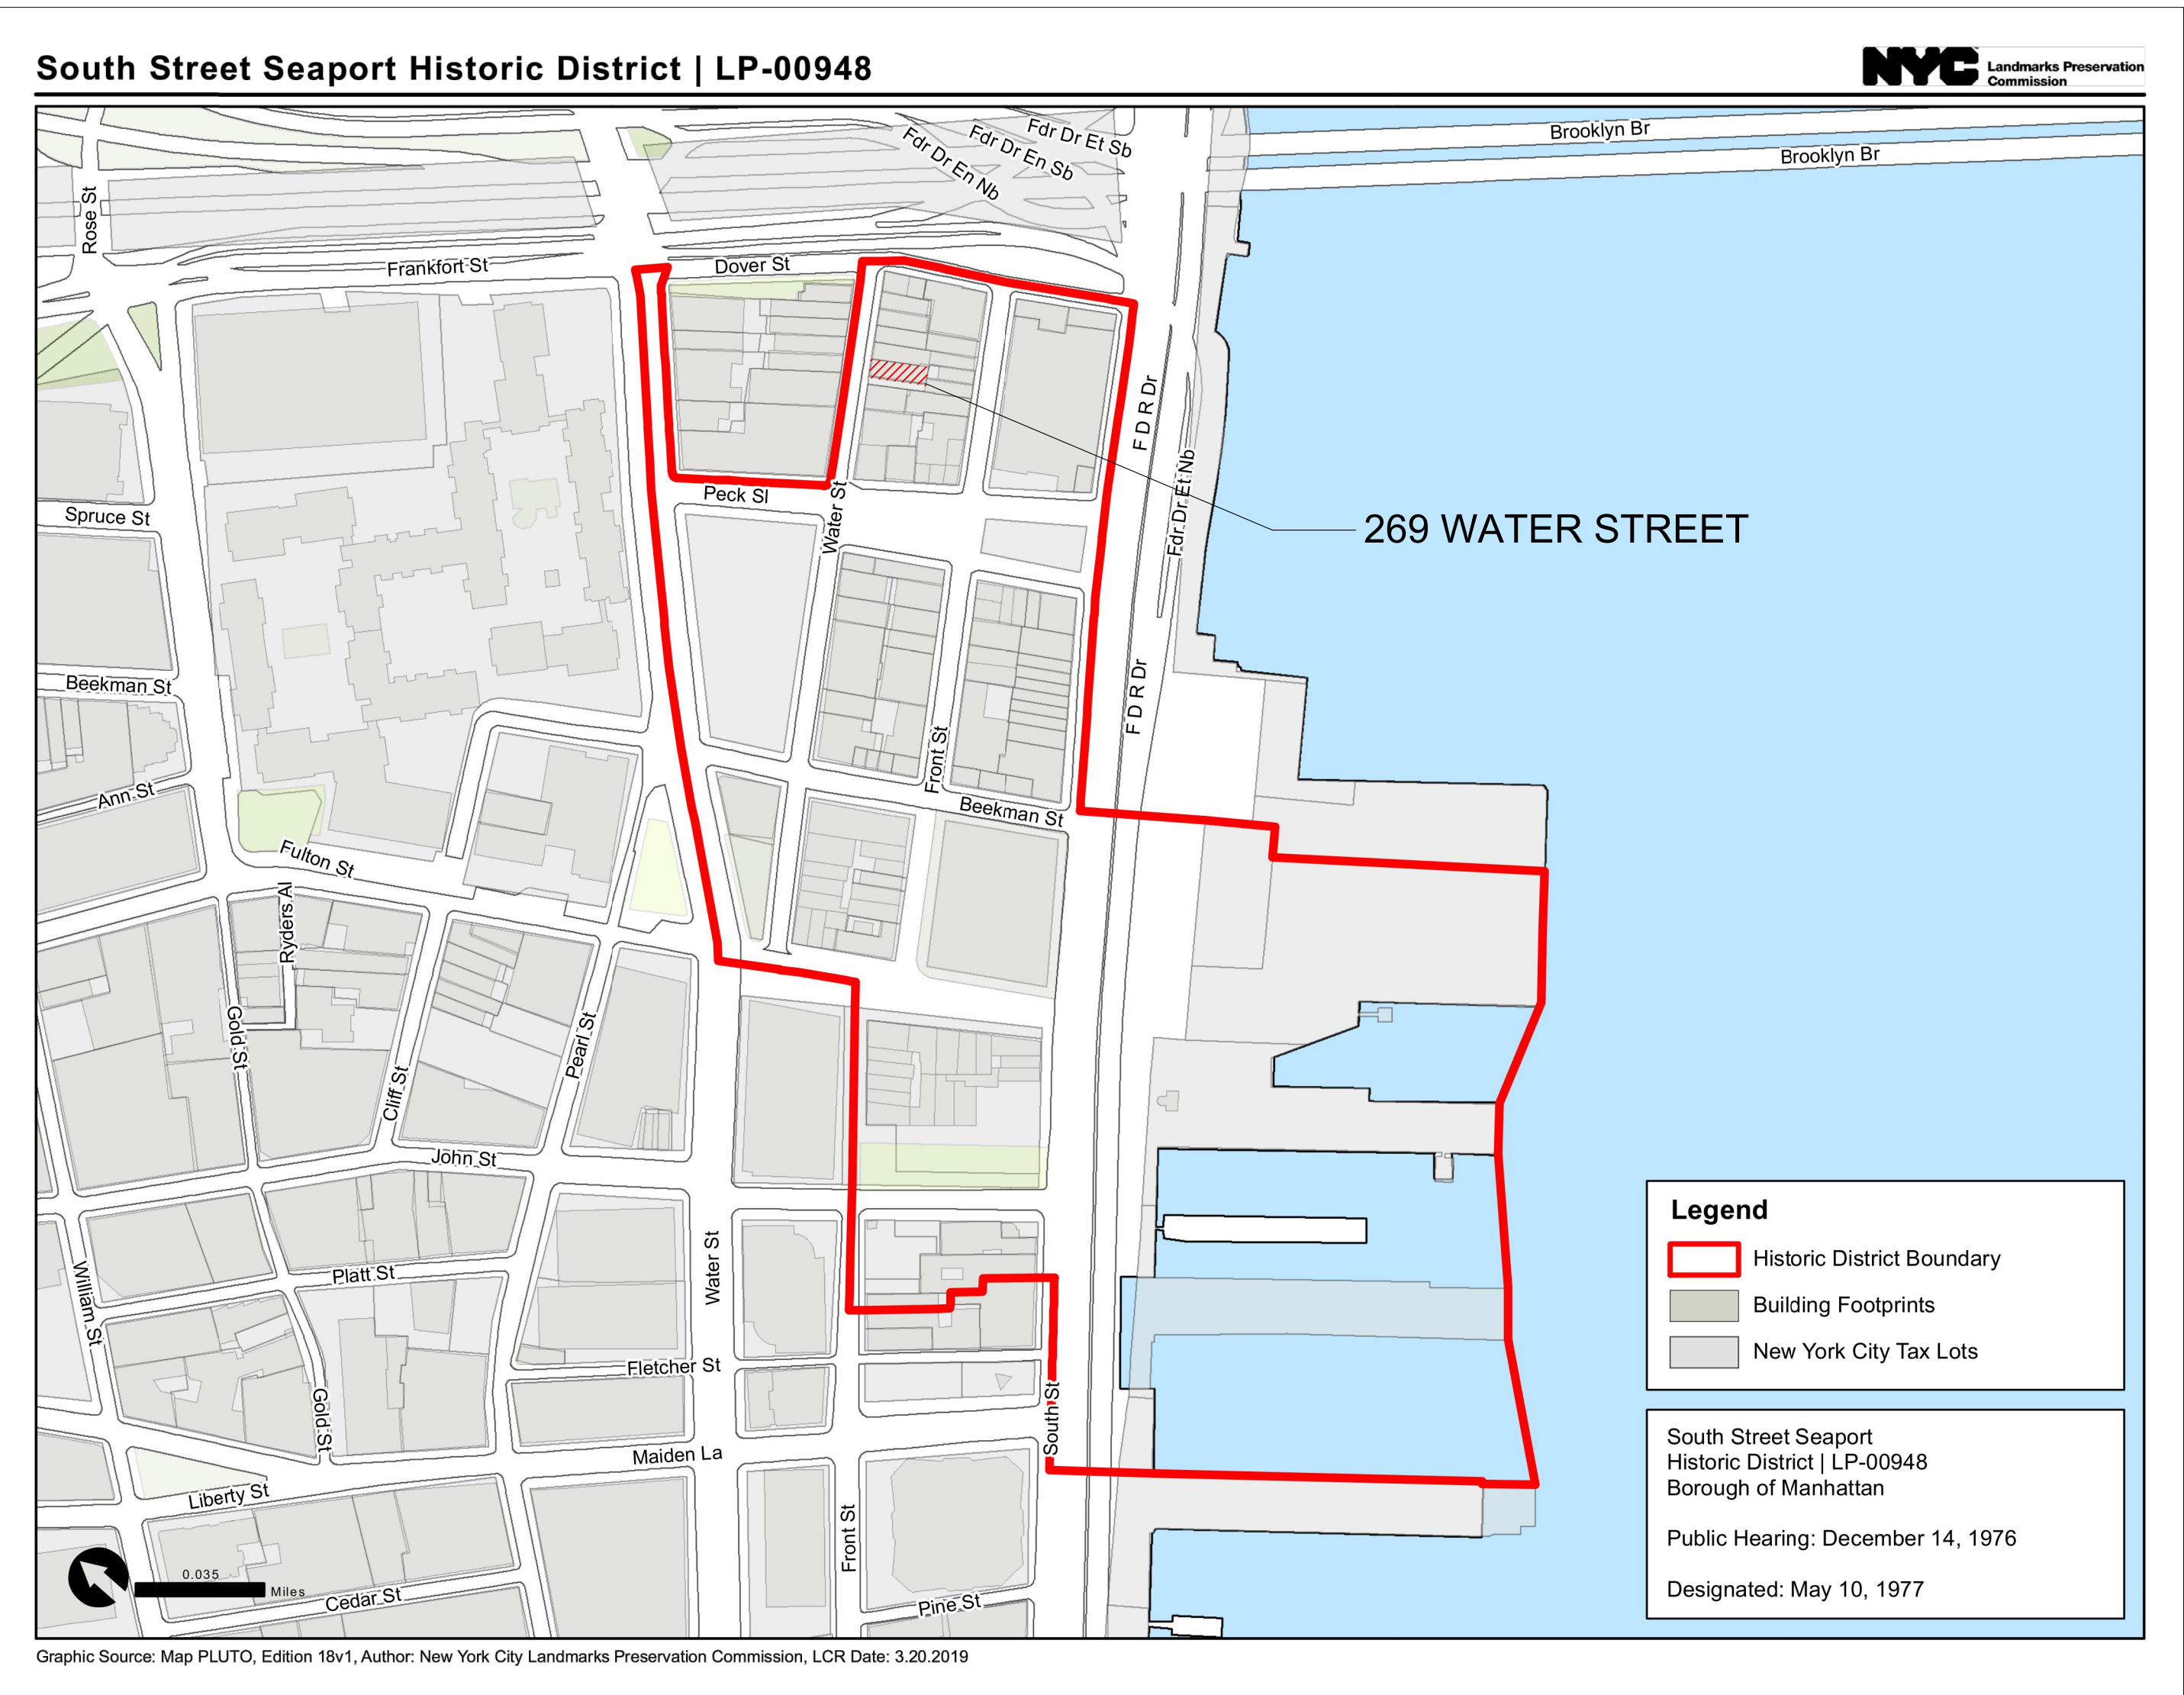 South Street Seaport Historic District | LP-00948
NYC Landmarks Preservation
Commission
Fdr Dr Et Sb
Fdr Dr En Sb
Fdr Dr En Nb
Brooklyn Br
Brooklyn Br
Rose St
Frankfort St
Dover St
F D R Dr
Fdr Dr Et Nb
Peck Sl
Water St
Spruce St
269 WATER STREET
Beekman St
F D R Dr
Front St
Ann St
Beekman St
Fulton St
Ryders Al
Gold St
Pearl St
Cliff St
John St
Water St
William St
Platt St
Fletcher St
Gold St
South St
Maiden La
Liberty St
Front St
Cedar St
Pine St
0.035
Miles
Legend
Historic District Boundary
Building Footprints
New York City Tax Lots
South Street Seaport
Historic District | LP-00948
Borough of Manhattan
Public Hearing: December 14, 1976
Designated: May 10, 1977
Graphic Source: Map PLUTO, Edition 18v1, Author: New York City Landmarks Preservation Commission, LCR Date: 3.20.2019